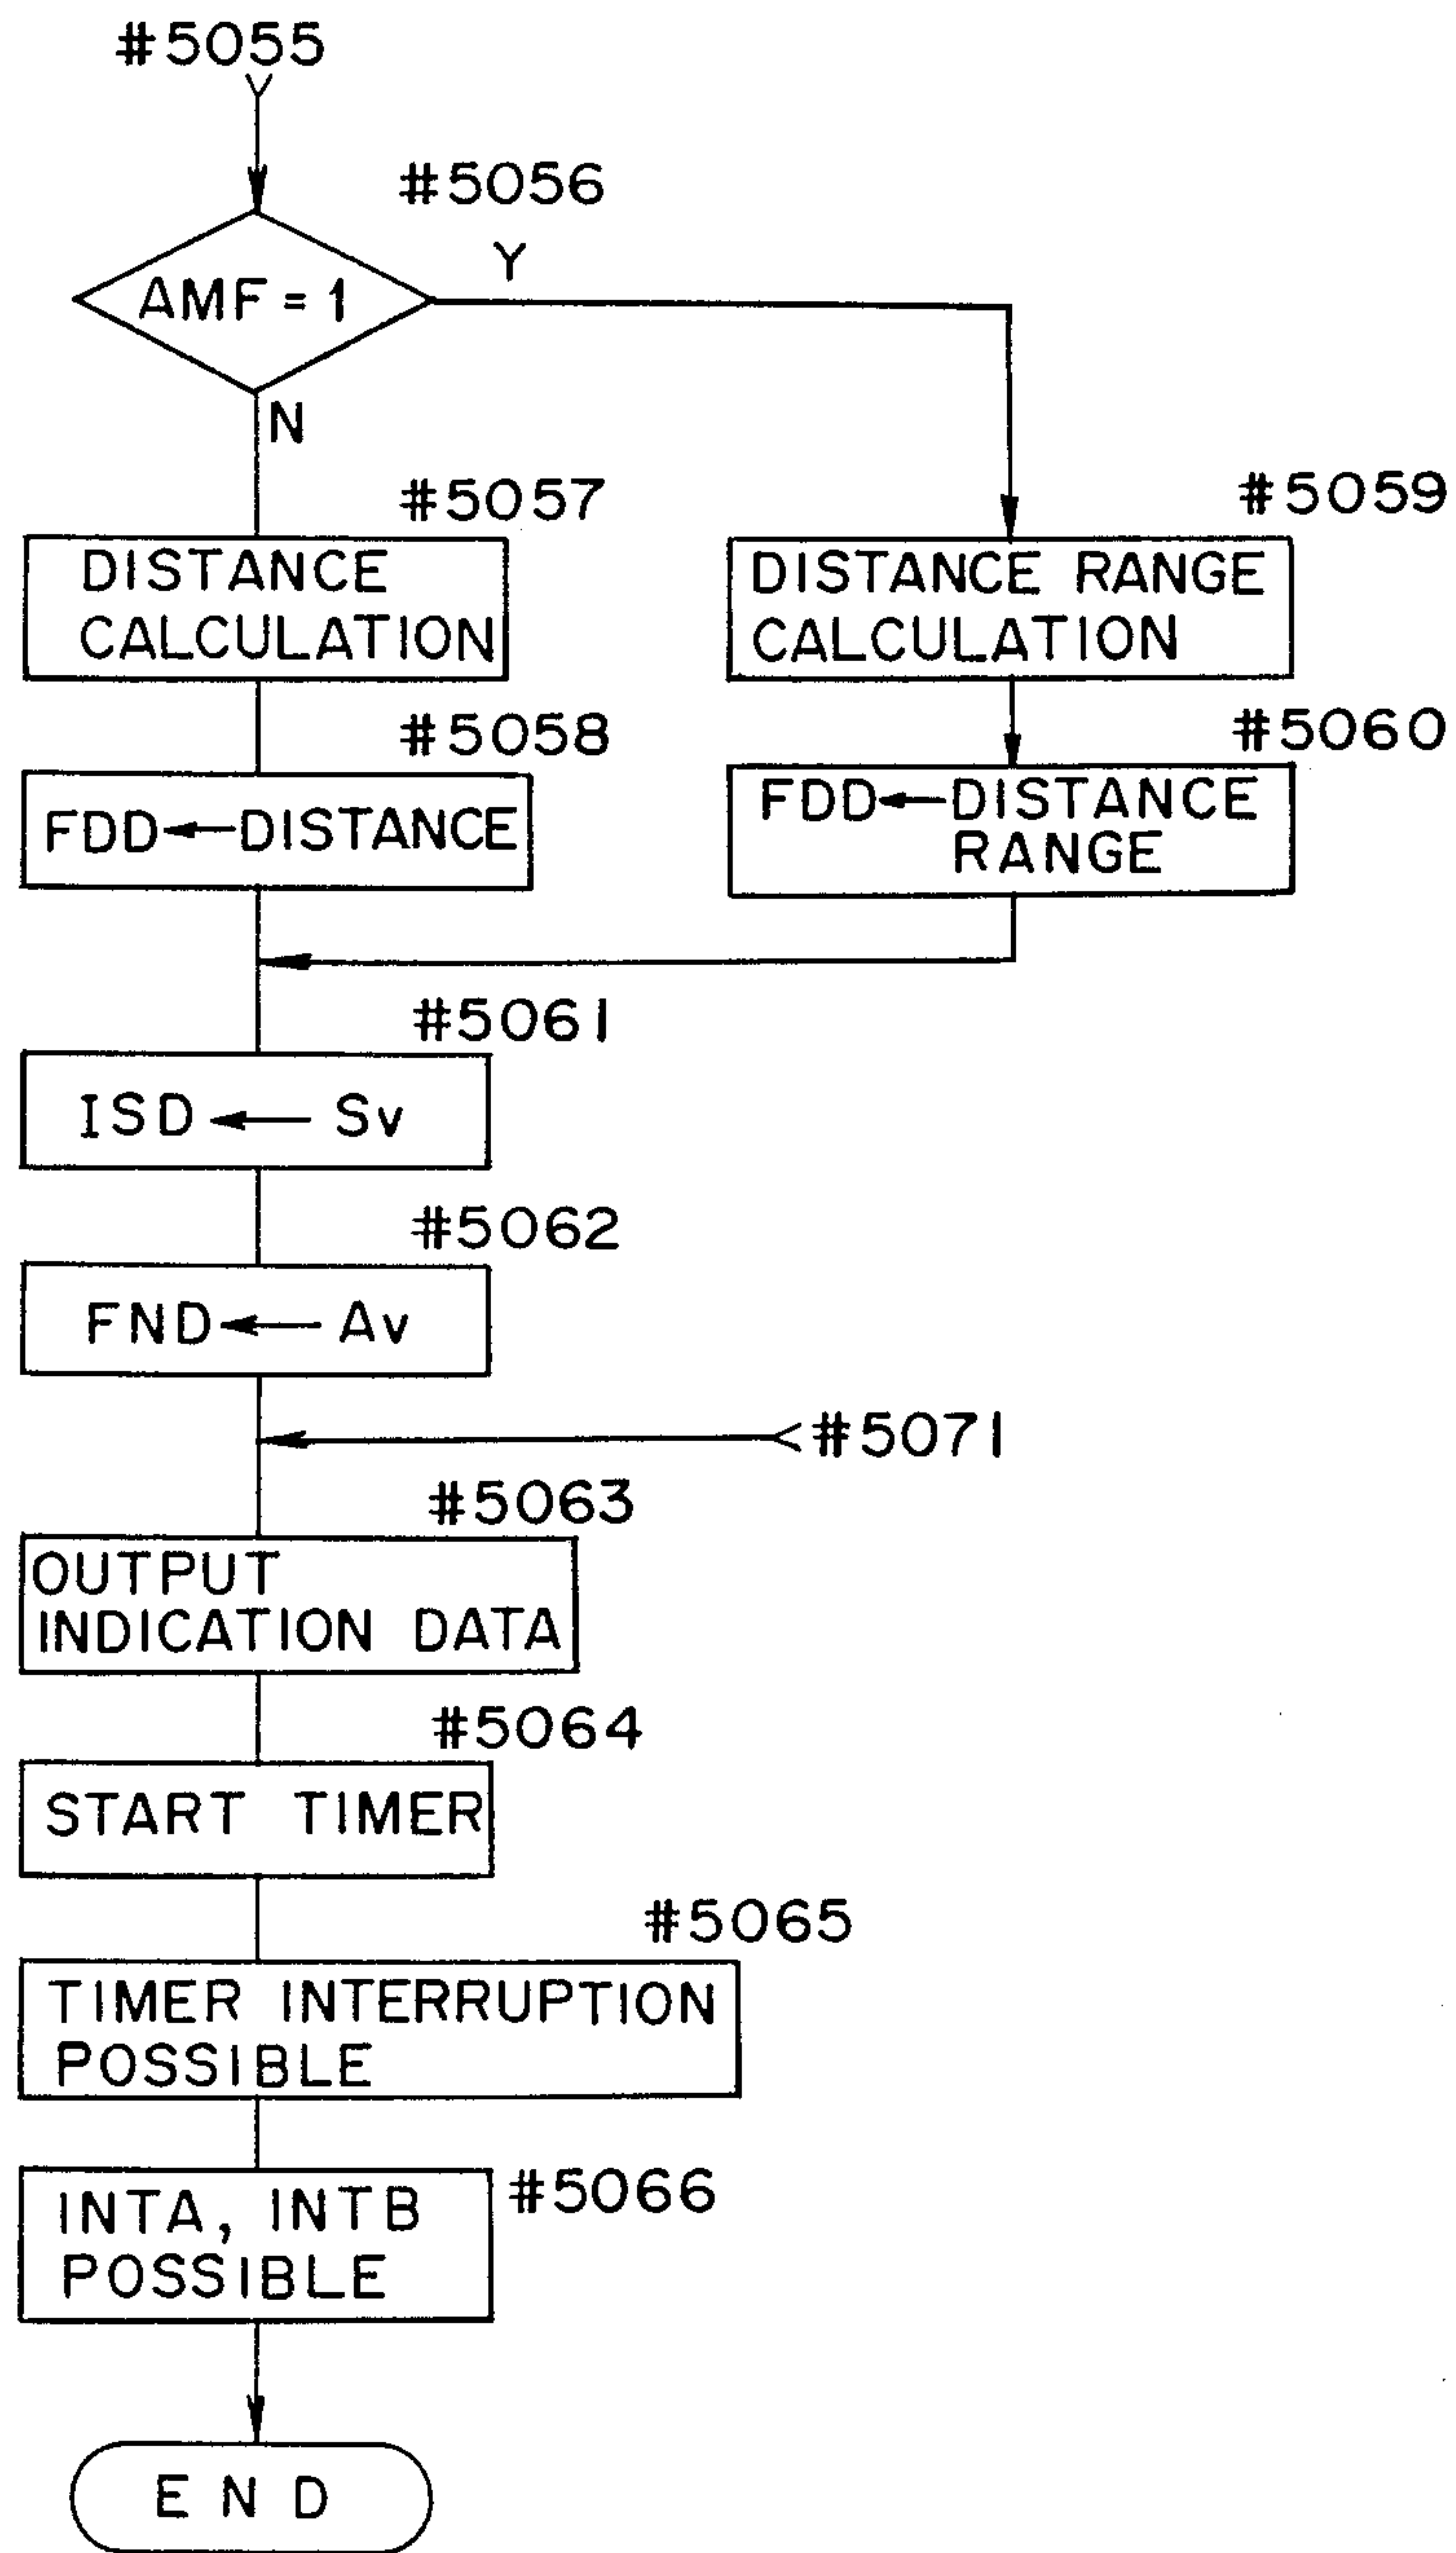 #5055
#5056
AMF = 1
Y
N
#5057
DISTANCE
CALCULATION
#5059
DISTANCE RANGE
CALCULATION
#5058
FDD←DISTANCE
#5060
FDD←DISTANCE
RANGE
#5061
ISD ← Sv
#5062
FND ← Av
#5071
#5063
OUTPUT
INDICATION DATA
#5064
START TIMER
#5065
TIMER INTERRUPTION
POSSIBLE
#5066
INTA, INTB
POSSIBLE
END